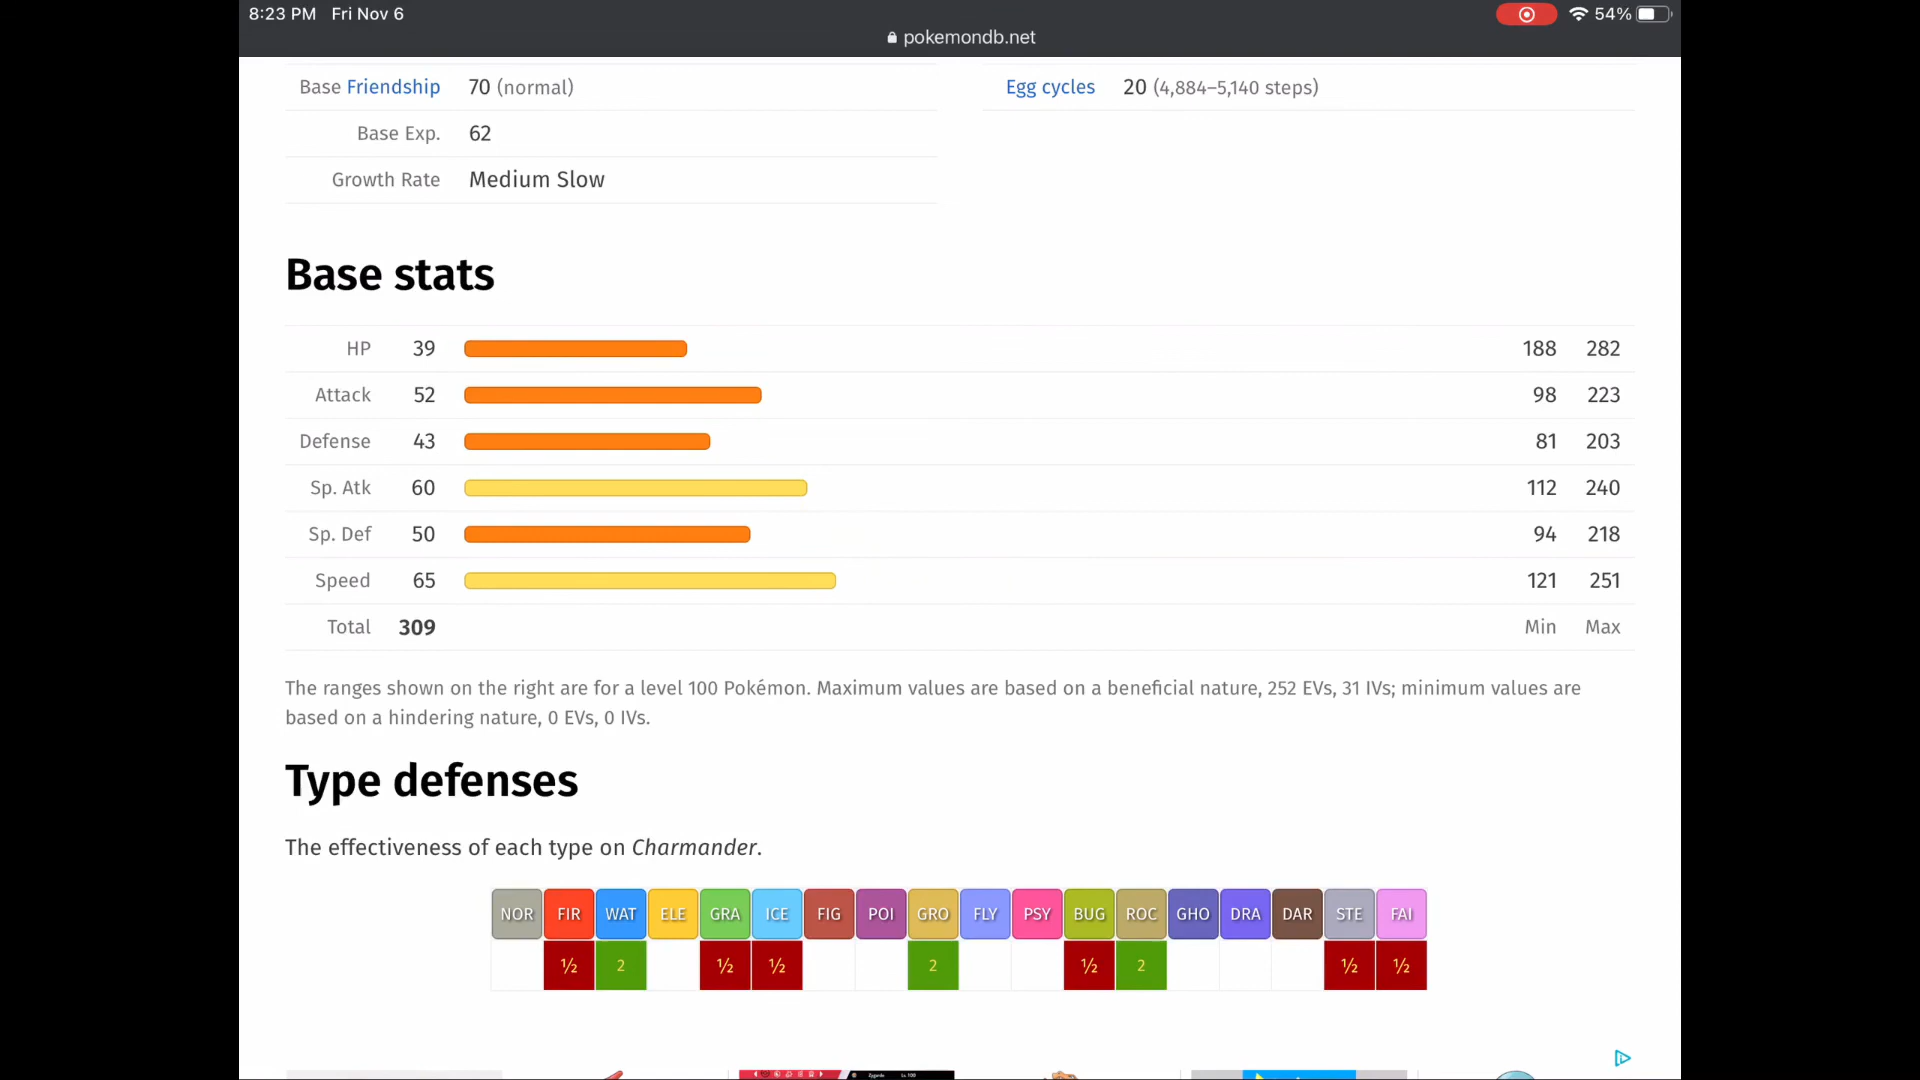 8:23 PM Fri Nov 6
54%
pokemondb.net
Base Friendship 70 (normal)
Egg cycles 20 (4,884–5,140 steps)
Base Exp. 62
Growth Rate Medium Slow
Base stats
HP 39 188 282
Attack 52 98 223
Defense 43 81 203
Sp. Atk 60 112 240
Sp. Def 50 94 218
Speed 65 121 251
Total 309 Min Max
The ranges shown on the right are for a level 100 Pokémon. Maximum values are based on a beneficial nature, 252 EVs, 31 IVs; minimum values are
based on a hindering nature, 0 EVs, 0 IVs.
Type defenses
The effectiveness of each type on Charmander.
NOR FIR WAT ELE GRA ICE FIG POI GRO FLY PSY BUG ROC GHO DRA DAR STE FAI
½ 2 ½ ½ 2 ½ 2 ½ ½
Zygarde Lv. 100